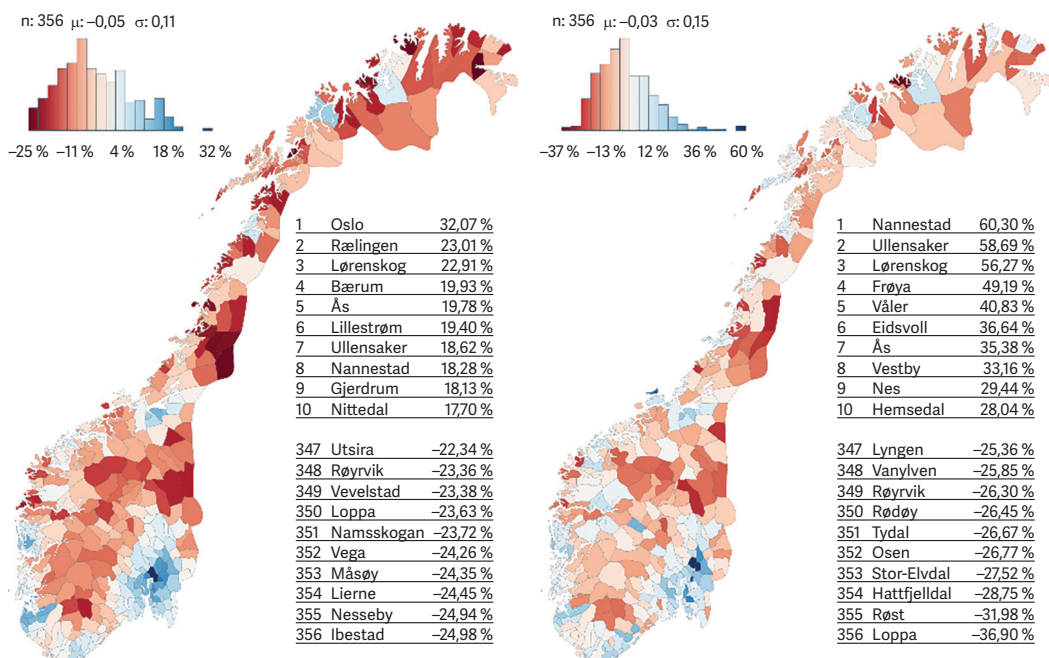 n: 356 μ: –0,05 σ: 0,11
–25 % –11 % 4 % 18 % 32 %
1 Oslo 32,07 %
2 Rælingen 23,01 %
3 Lørenskog 22,91 %
4 Bærum 19,93 %
5 Ås 19,78 %
6 Lillestrøm 19,40 %
7 Ullensaker 18,62 %
8 Nannestad 18,28 %
9 Gjerdrum 18,13 %
10 Nittedal 17,70 %
347 Utsira –22,34 %
348 Røyrvik –23,36 %
349 Vevelstad –23,38 %
350 Loppa –23,63 %
351 Namsskogan –23,72 %
352 Vega –24,26 %
353 Måsøy –24,35 %
354 Lierne –24,45 %
355 Nesseby –24,94 %
356 Ibestad –24,98 %
n: 356 μ: –0,03 σ: 0,15
–37 % –13 % 12 % 36 % 60 %
1 Nannestad 60,30 %
2 Ullensaker 58,69 %
3 Lørenskog 56,27 %
4 Frøya 49,19 %
5 Våler 40,83 %
6 Eidsvoll 36,64 %
7 Ås 35,38 %
8 Vestby 33,16 %
9 Nes 29,44 %
10 Hemsedal 28,04 %
347 Lyngen –25,36 %
348 Vanylven –25,85 %
349 Røyrvik –26,30 %
350 Rødøy –26,45 %
351 Tydal –26,67 %
352 Osen –26,77 %
353 Stor-Elvdal –27,52 %
354 Hattfjelldal –28,75 %
355 Røst –31,98 %
356 Loppa –36,90 %